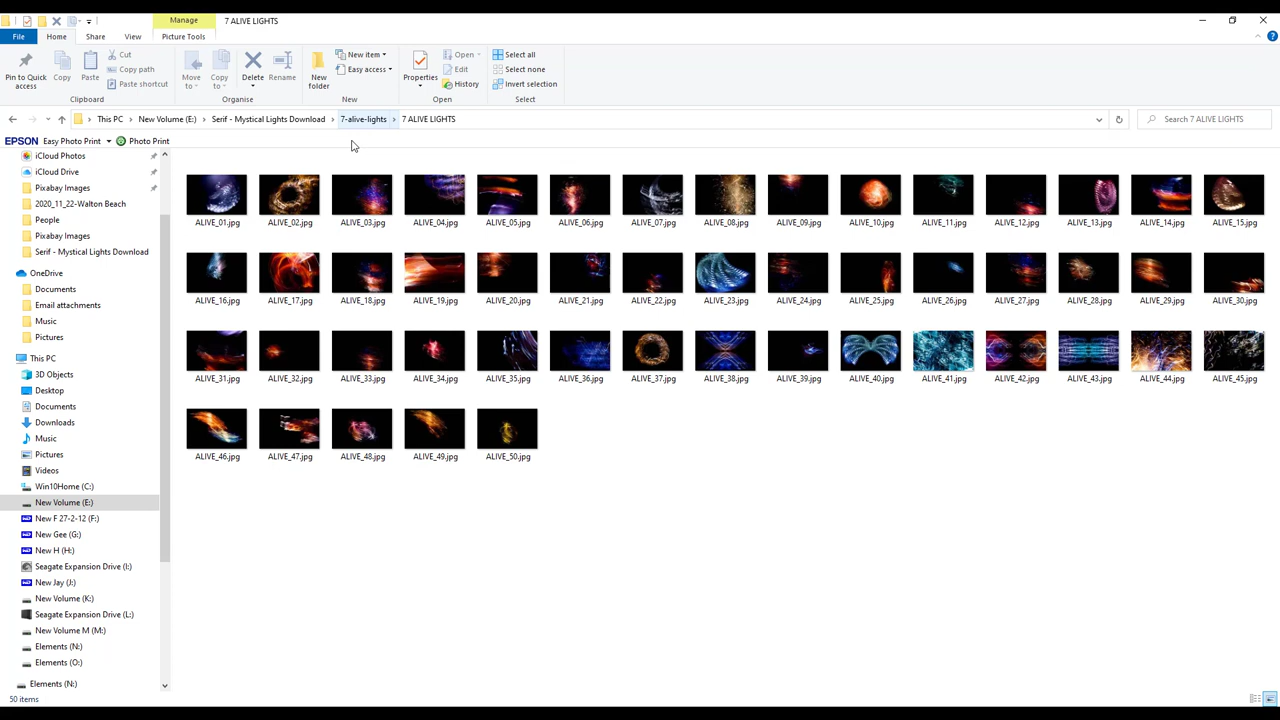 Manage
7 ALIVE LIGHTS
File
Home
Share
View
Picture Tools
Pin to Quick access
Copy
Paste
Cut
Copy path
Paste shortcut
Clipboard
Move to
Copy to
Delete
Rename
Organise
New folder
New item
Easy access
New
Properties
Open
Edit
History
Open
Select all
Select none
Invert selection
Select
This PC > New Volume (E:) > Serif - Mystical Lights Download > 7-alive-lights > 7 ALIVE LIGHTS
Search 7 ALIVE LIGHTS
EPSON Easy Photo Print Photo Print
iCloud Photos
iCloud Drive
Pixabay Images
2020_11_22-Walton Beach
People
Pixabay Images
Serif - Mystical Lights Download
OneDrive
Documents
Email attachments
Music
Pictures
This PC
3D Objects
Desktop
Documents
Downloads
Music
Pictures
Videos
Win10Home (C:)
New Volume (E:)
New F 27-2-12 (F:)
New Gee (G:)
New H (H:)
Seagate Expansion Drive (I:)
New Jay (J:)
New Volume (K:)
Seagate Expansion Drive (L:)
New Volume M (M:)
Elements (N:)
Elements (O:)
Elements (N:)
ALIVE_01.jpg ALIVE_02.jpg ALIVE_03.jpg ALIVE_04.jpg ALIVE_05.jpg ALIVE_06.jpg ALIVE_07.jpg ALIVE_08.jpg ALIVE_09.jpg ALIVE_10.jpg ALIVE_11.jpg ALIVE_12.jpg ALIVE_13.jpg ALIVE_14.jpg ALIVE_15.jpg
ALIVE_16.jpg ALIVE_17.jpg ALIVE_18.jpg ALIVE_19.jpg ALIVE_20.jpg ALIVE_21.jpg ALIVE_22.jpg ALIVE_23.jpg ALIVE_24.jpg ALIVE_25.jpg ALIVE_26.jpg ALIVE_27.jpg ALIVE_28.jpg ALIVE_29.jpg ALIVE_30.jpg
ALIVE_31.jpg ALIVE_32.jpg ALIVE_33.jpg ALIVE_34.jpg ALIVE_35.jpg ALIVE_36.jpg ALIVE_37.jpg ALIVE_38.jpg ALIVE_39.jpg ALIVE_40.jpg ALIVE_41.jpg ALIVE_42.jpg ALIVE_43.jpg ALIVE_44.jpg ALIVE_45.jpg
ALIVE_46.jpg ALIVE_47.jpg ALIVE_48.jpg ALIVE_49.jpg ALIVE_50.jpg
50 items